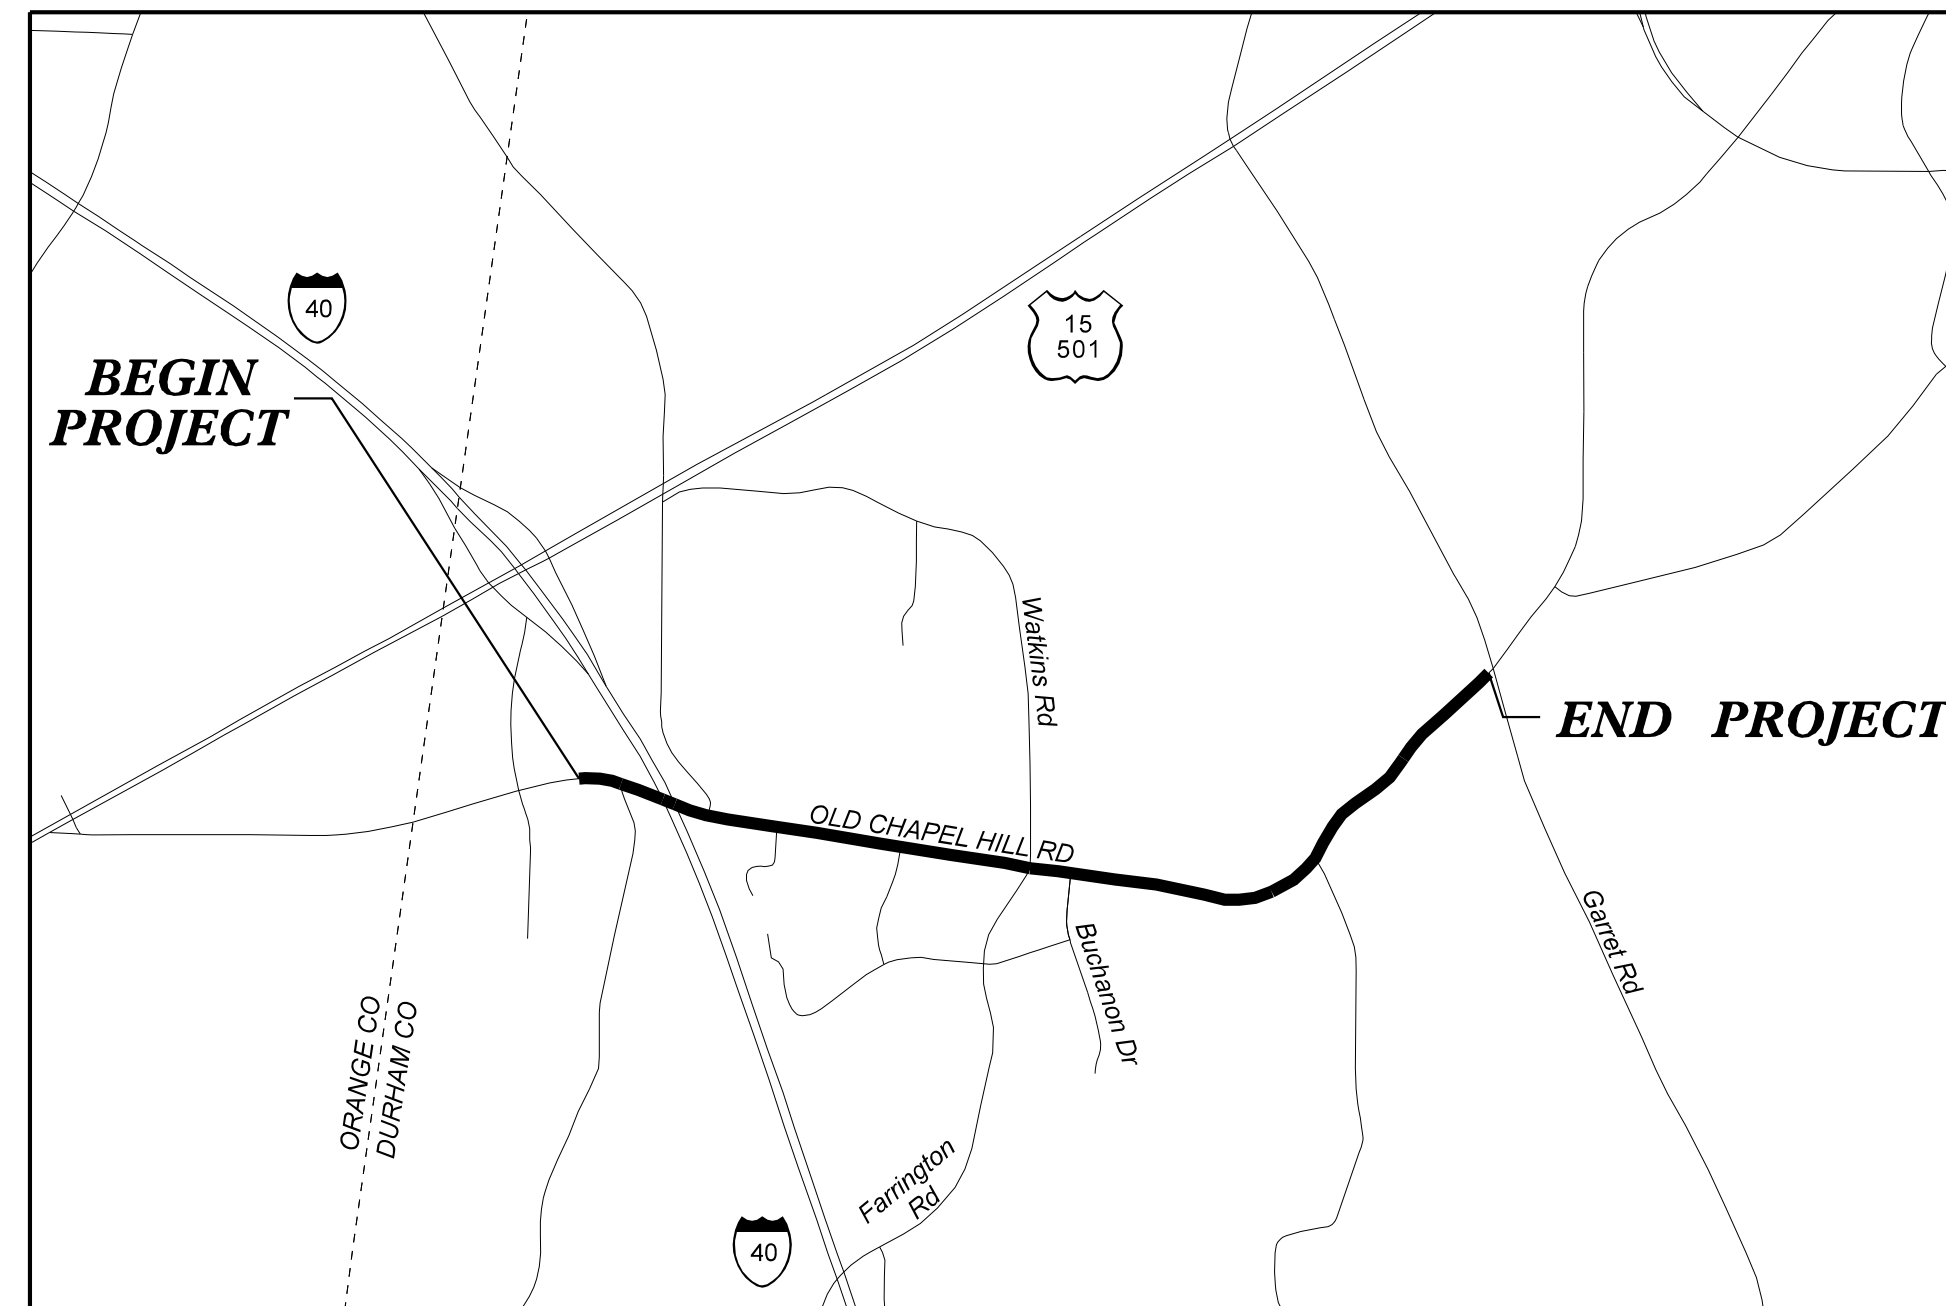 40
15
501
BEGIN
PROJECT
Watkins Rd
END PROJECT
OLD CHAPEL HILL RD
Garret Rd
Buchanon Dr
ORANGE CO
DURHAM CO
Farrington
Rd
40